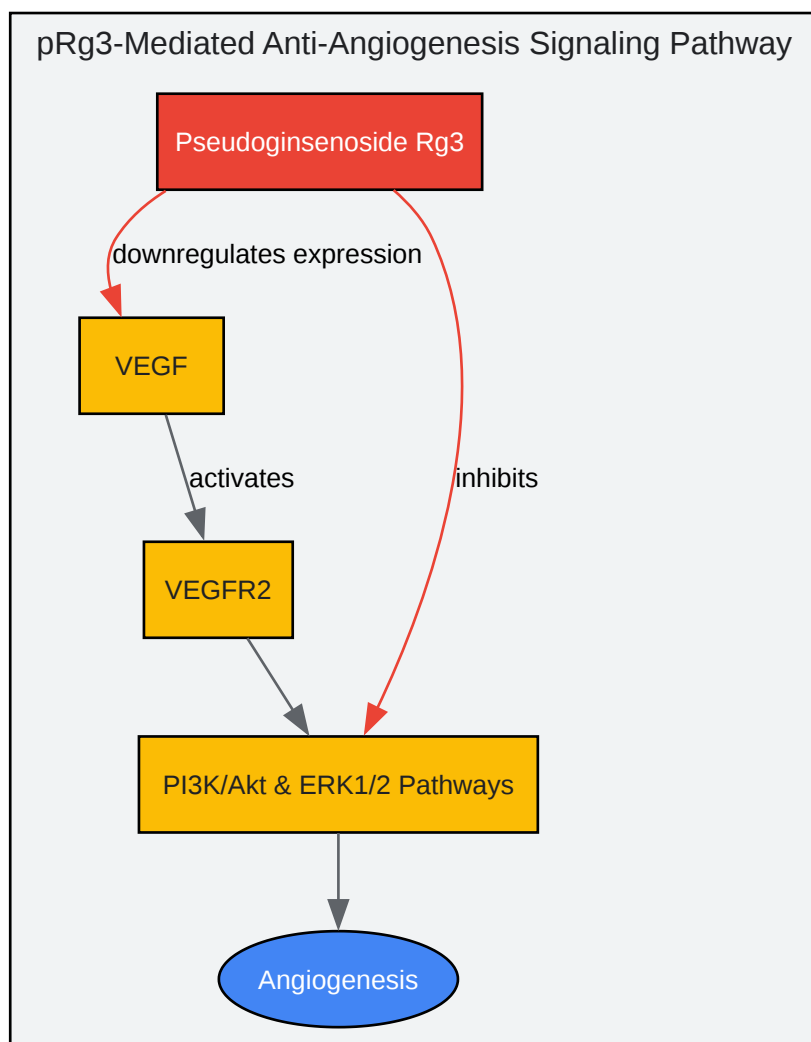 pRg3-Mediated Anti-Angiogenesis Signaling Pathway
Pseudoginsenoside Rg3
downregulates expression
VEGF
activates
inhibits
VEGFR2
PI3K/Akt & ERK1/2 Pathways
Angiogenesis